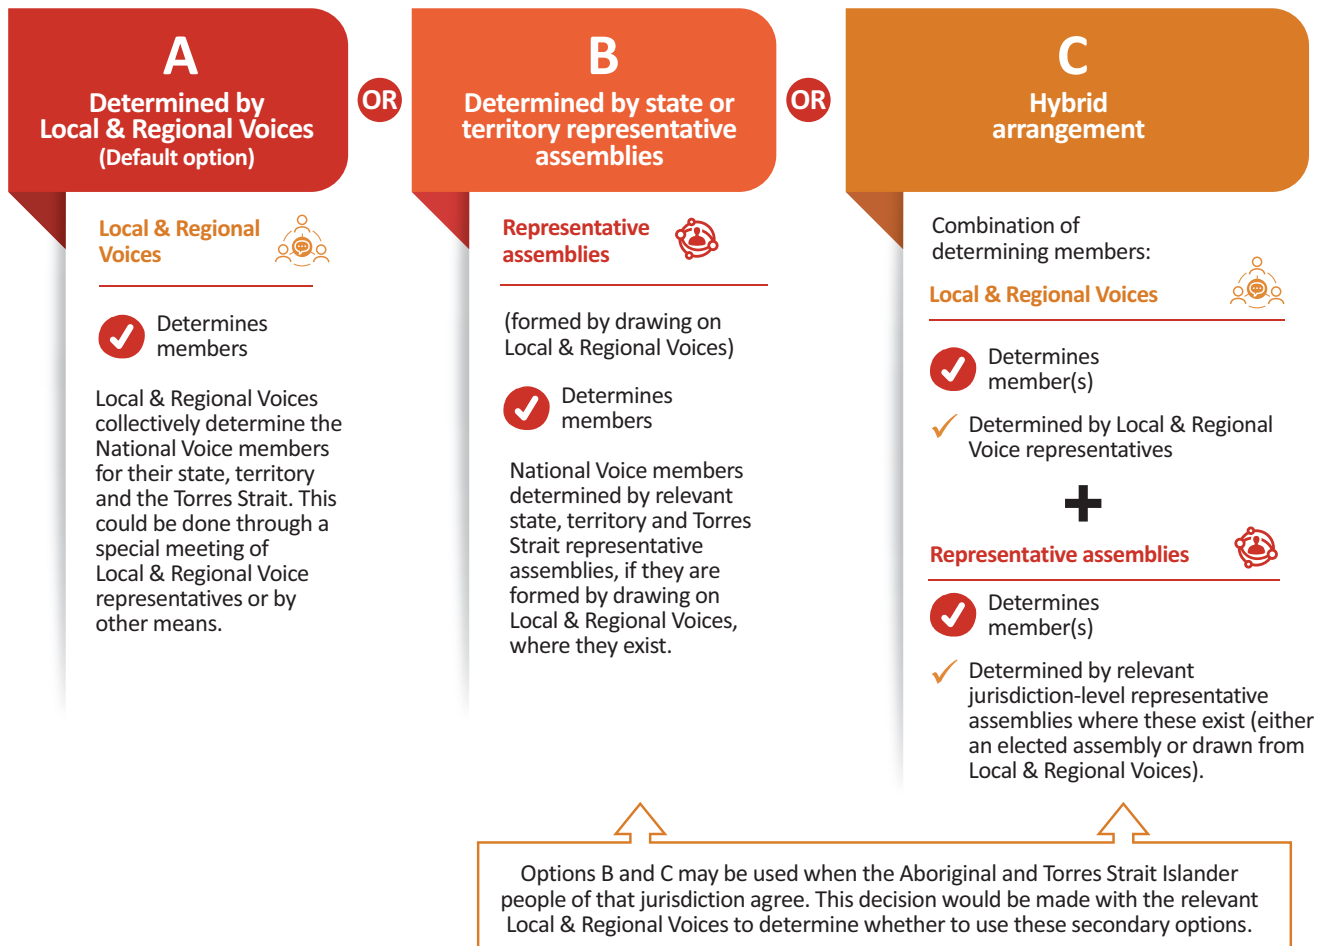 A
Determined by
Local & Regional Voices
(Default option)
Local & Regional
Voices
Determines
members
Local & Regional Voices
collectively determine the
National Voice members
for their state, territory
and the Torres Strait. This
could be done through a
special meeting of
Local & Regional Voice
representatives or by
other means.
OR
B
Determined by state or
territory representative
assemblies
Representative
assemblies
(formed by drawing on
Local & Regional Voices)
Determines
members
National Voice members
determined by relevant
state, territory and Torres
Strait representative
assemblies, if they are
formed by drawing on
Local & Regional Voices,
where they exist.
OR
C
Hybrid
arrangement
Combination of
determining members:
Local & Regional Voices
Determines
member(s)
Determined by Local & Regional
Voice representatives
+
Representative assemblies
Determines
member(s)
Determined by relevant
jurisdiction-level representative
assemblies where these exist (either
an elected assembly or drawn from
Local & Regional Voices).
Options B and C may be used when the Aboriginal and Torres Strait Islander
people of that jurisdiction agree. This decision would be made with the relevant
Local & Regional Voices to determine whether to use these secondary options.